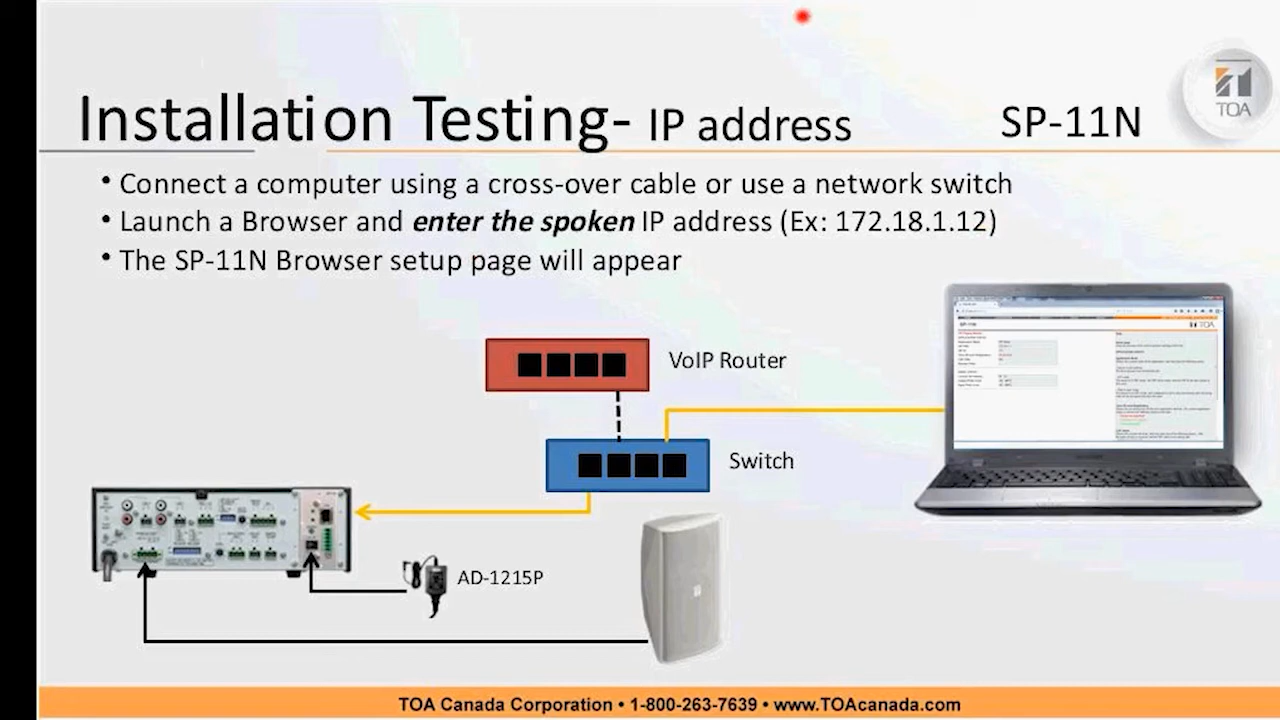 Installation Testing- IP address
SP-11N
TOA
• Connect a computer using a cross-over cable or use a network switch
• Launch a Browser and enter the spoken IP address (Ex: 172.18.1.12)
• The SP-11N Browser setup page will appear
VoIP Router
TOA
Switch
AD-1215P
TOA Canada Corporation • 1-800-263-7639 • www.TOAcanada.com